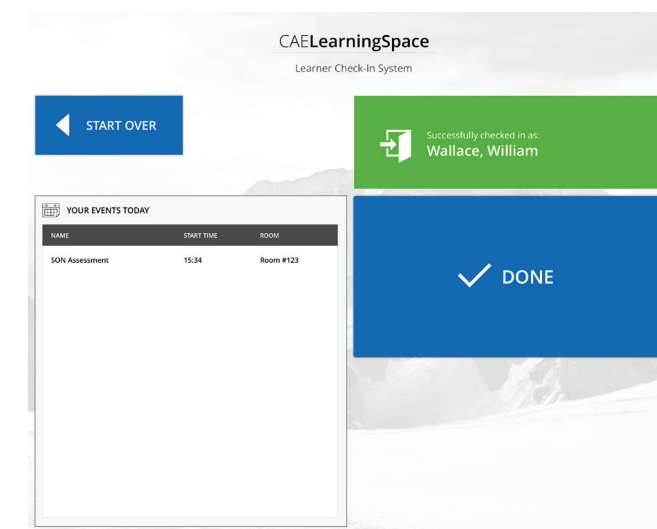 CAELearningSpace
Learner Check-In System
START OVER
Successfully checked in as:
Wallace, William
YOUR EVENTS TODAY
NAME START TIME ROOM
SON Assessment 15:34 Room #123
DONE